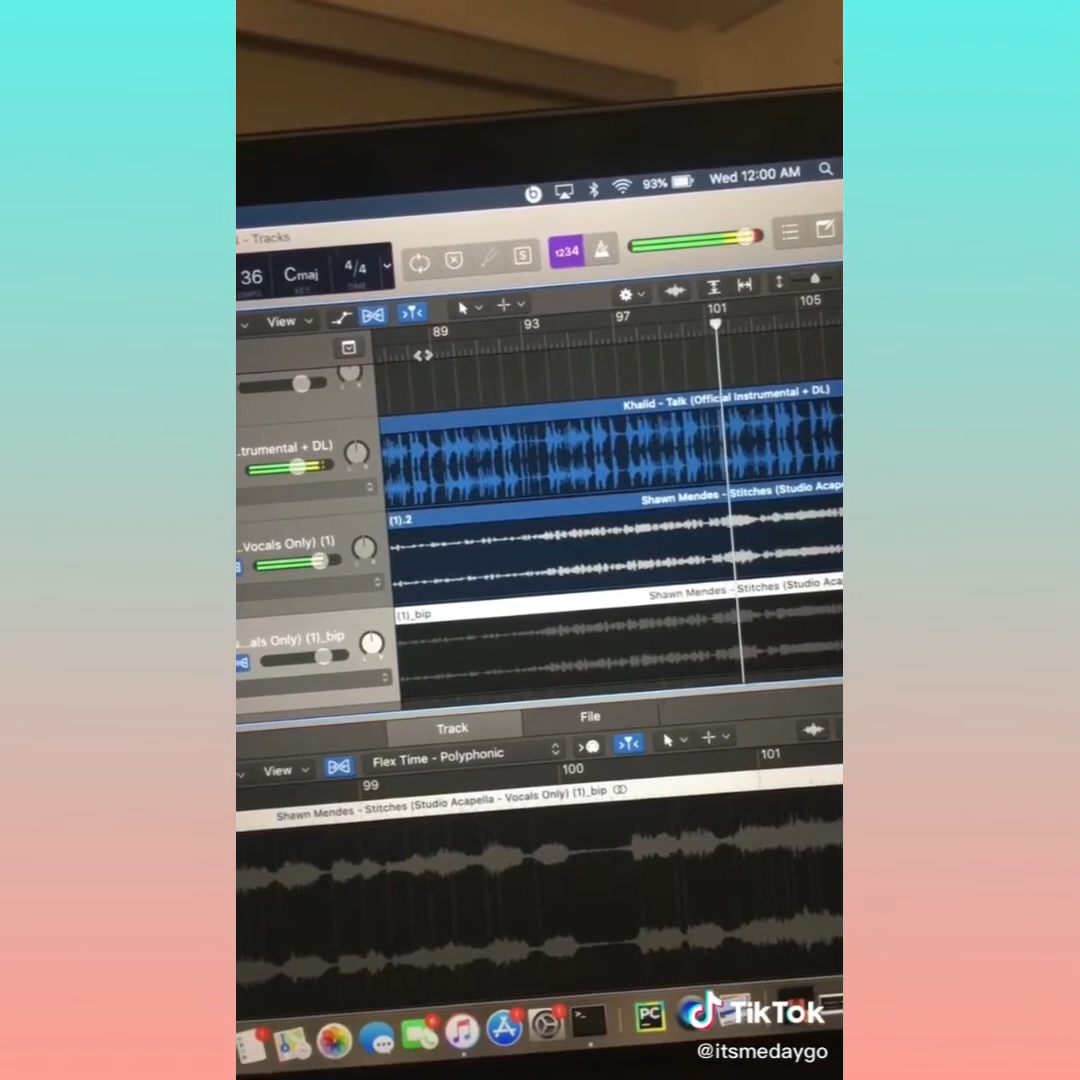 93% Wed 12:00 AM
- Tracks
36 Cmaj 4/4 1234
KEY TIME
View
89 93 97 101 105
Khalid - Talk (Official Instrumental + DL)
...trumental + DL)
L R
Shawn Mendes - Stitches (Studio Acap
(1).2
...Vocals Only) (1)
Shawn Mendes - Stitches (Studio Aca
(1)_bip
s...als Only) (1)_bip
L R
Track File
View Flex Time - Polyphonic
99 100 101
Shawn Mendes - Stitches (Studio Acapella - Vocals Only) (1)_bip
PC
TikTok
@itsmedaygo